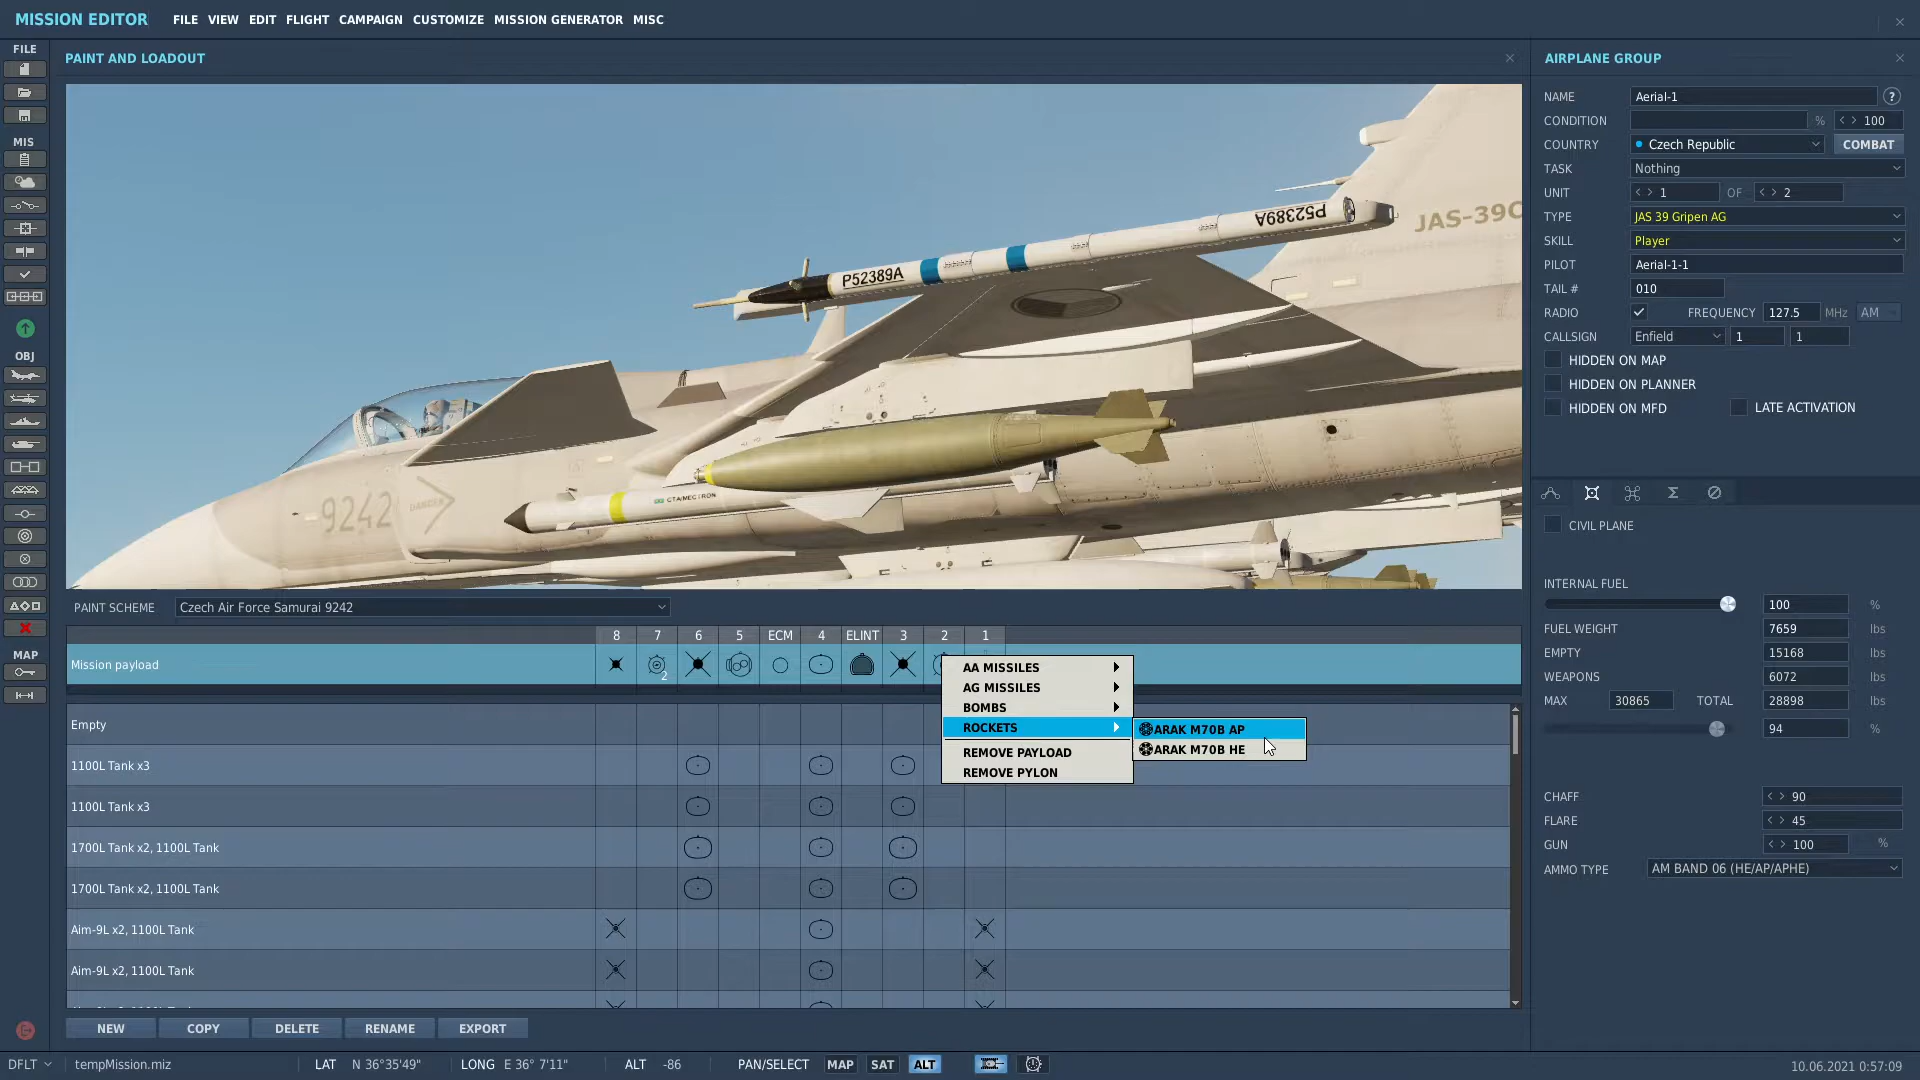 MISSION EDITOR FILE VIEW EDIT FLIGHT CAMPAIGN CUSTOMIZE MISSION GENERATOR MISC
FILE
MIS
OBJ
MAP
PAINT AND LOADOUT
P52389A
P52389A
JAS-39C
9242
DANGER
CTA/MECTRON
PAINT SCHEME Czech Air Force Samurai 9242
8 7 6 5 ECM 4 ELINT 3 2 1
Mission payload 2
Empty
1100L Tank x3
1100L Tank x3
1700L Tank x2, 1100L Tank
1700L Tank x2, 1100L Tank
Aim-9L x2, 1100L Tank
Aim-9L x2, 1100L Tank
AA MISSILES
AG MISSILES
BOMBS
ROCKETS
REMOVE PAYLOAD
REMOVE PYLON
ARAK M70B AP
ARAK M70B HE
NEW COPY DELETE RENAME EXPORT
AIRPLANE GROUP
NAME Aerial-1 ?
CONDITION % < > 100
COUNTRY Czech Republic COMBAT
TASK Nothing
UNIT < > 1 OF < > 2
TYPE JAS 39 Gripen AG
SKILL Player
PILOT Aerial-1-1
TAIL # 010
RADIO FREQUENCY 127.5 MHz AM
CALLSIGN Enfield 1 1
HIDDEN ON MAP
HIDDEN ON PLANNER
HIDDEN ON MFD LATE ACTIVATION
CIVIL PLANE
INTERNAL FUEL
100 %
FUEL WEIGHT 7659 lbs
EMPTY 15168 lbs
WEAPONS 6072 lbs
MAX 30865 TOTAL 28898 lbs
94 %
CHAFF < > 90
FLARE < > 45
GUN < > 100 %
AMMO TYPE AM BAND 06 (HE/AP/APHE)
DFLT tempMission.miz LAT N 36°35'49" LONG E 36° 7'11" ALT -86 PAN/SELECT MAP SAT ALT 10.06.2021 0:57:09